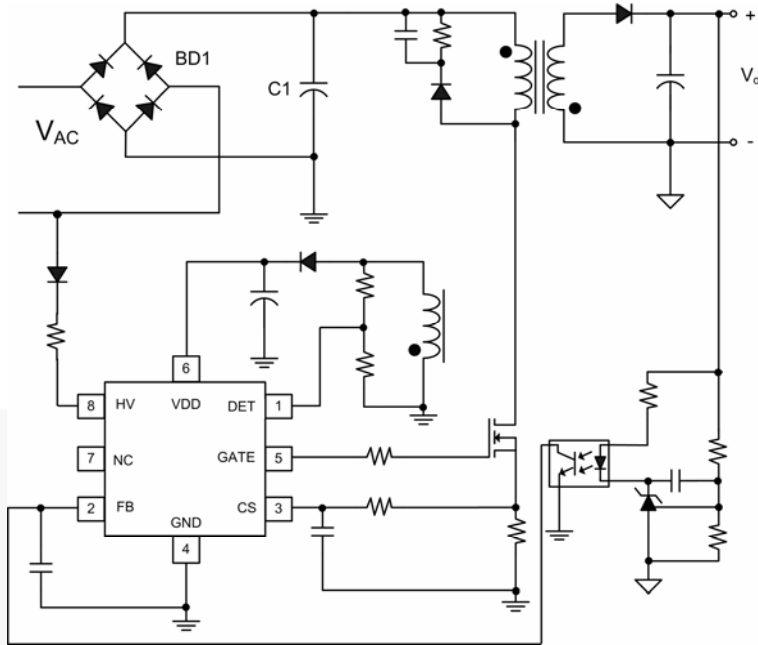 BD1
C1
+
V
-
VAC
6
8 HV VDD DET 1
7 NC GATE 5
2 FB CS 3
GND
4